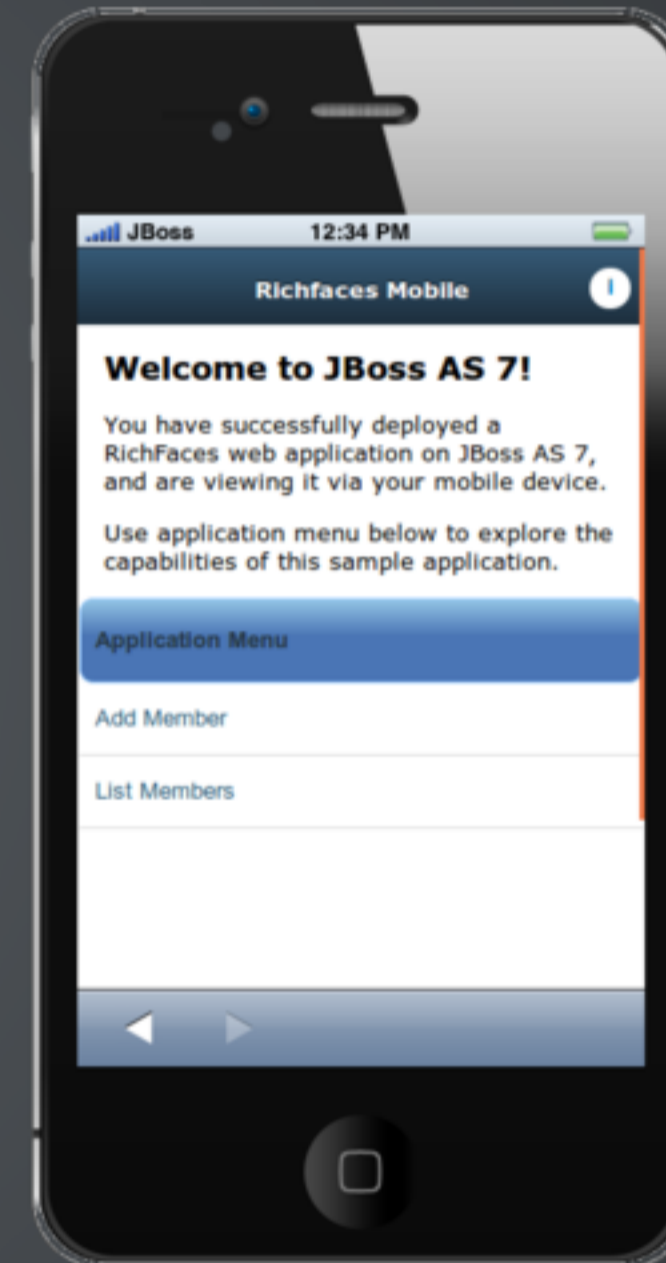 JBoss 12:34 PM
Richfaces Mobile
Welcome to JBoss AS 7!
You have successfully deployed a
RichFaces web application on JBoss AS 7,
and are viewing it via your mobile device.
Use application menu below to explore the
capabilities of this sample application.
Application Menu
Add Member
List Members